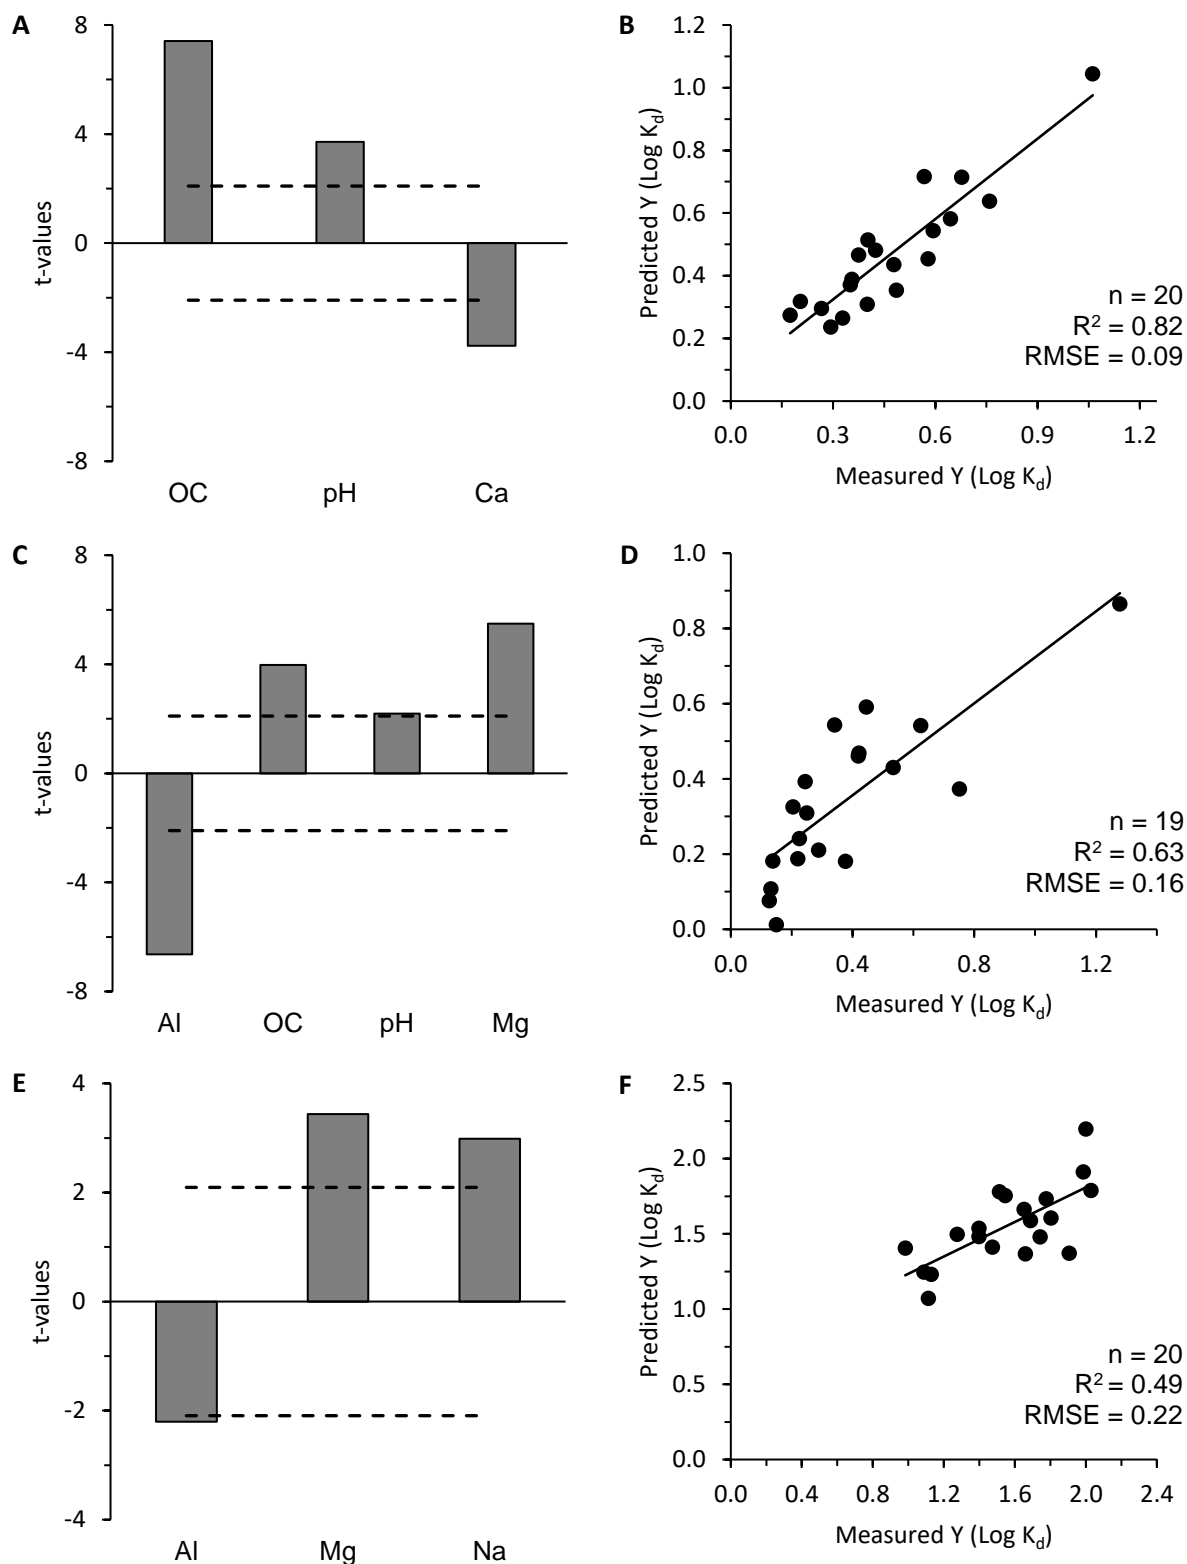 A
8
4
0
-4
-8
t-values
OC pH Ca
B
1.2
1.0
0.8
0.6
0.4
0.2
0.0
Predicted Y (Log Kd)
n = 20
R² = 0.82
RMSE = 0.09
0.0 0.3 0.6 0.9 1.2
Measured Y (Log Kd)
C
8
4
0
-4
-8
t-values
Al OC pH Mg
D
1.0
0.8
0.6
0.4
0.2
0.0
Predicted Y (Log Kd)
n = 19
R² = 0.63
RMSE = 0.16
0.0 0.4 0.8 1.2
Measured Y (Log Kd)
E
4
2
0
-2
-4
t-values
Al Mg Na
F
2.5
2.0
1.5
1.0
0.5
0.0
Predicted Y (Log Kd)
n = 20
R² = 0.49
RMSE = 0.22
0.0 0.4 0.8 1.2 1.6 2.0 2.4
Measured Y (Log Kd)